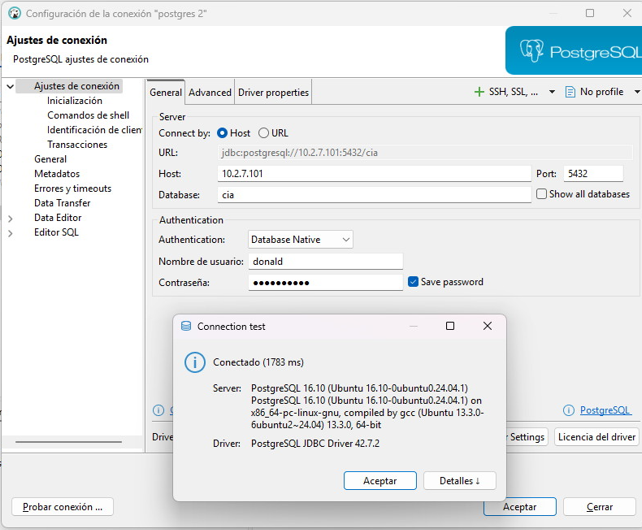 Configuración de la conexión "postgres 2"
Ajustes de conexión
PostgreSQL ajustes de conexión
PostgreSQL
Ajustes de conexión
Inicialización
Comandos de shell
Identificación de clien
Transacciones
General
Metadatos
Errores y timeouts
Data Transfer
Data Editor
Editor SQL
General Advanced Driver properties
SSH, SSL, ... No profile
Server
Connect by: Host URL
URL: jdbc:postgresql://10.2.7.101:5432/cia
Host: 10.2.7.101 Port: 5432
Database: cia Show all databases
Authentication
Authentication: Database Native
Nombre de usuario: donald
Contraseña: ●●●●●●●●●● Save password
Connection test
Conectado (1783 ms)
Server: PostgreSQL 16.10 (Ubuntu 16.10-0ubuntu0.24.04.1)
PostgreSQL 16.10 (Ubuntu 16.10-0ubuntu0.24.04.1) on
x86_64-pc-linux-gnu, compiled by gcc (Ubuntu 13.3.0-
6ubuntu2~24.04) 13.3.0, 64-bit
Driver: PostgreSQL JDBC Driver 42.7.2
Aceptar Detalles ↓
PostgreSQL
Driver Settings Licencia del driver
Probar conexión ... Aceptar Cerrar